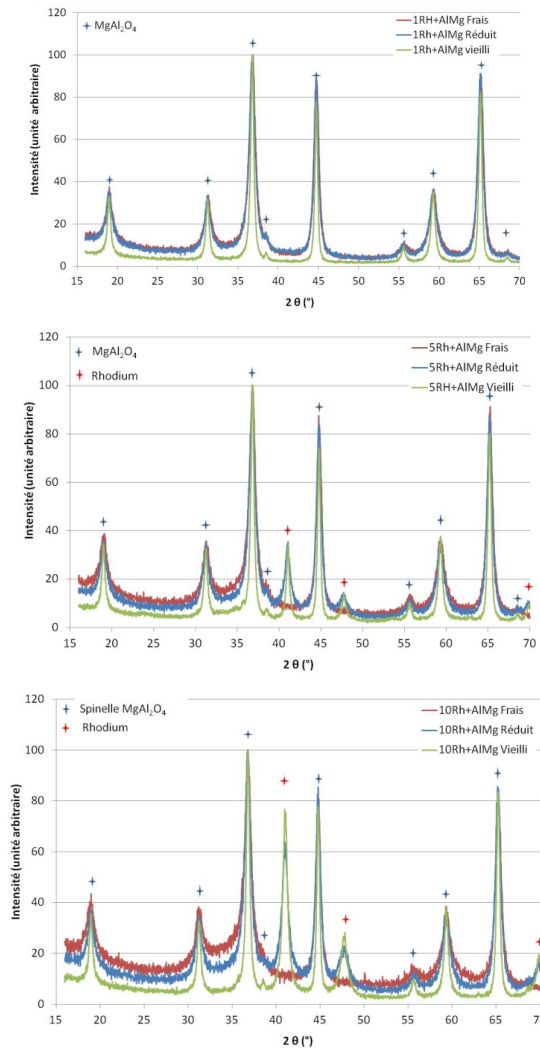 MgAl₂O₄
1RH+AlMg Frais
1Rh+AlMg Réduit
1Rh+AlMg vieilli
Intensité (unité arbitraire)
120
100
80
60
40
20
0
15 20 25 30 35 40 45 50 55 60 65 70
2 θ (°)
MgAl₂O₄
Rhodium
5Rh+AlMg Frais
5Rh+AlMg Réduit
5RH+AlMg Vieilli
Intensité (unité arbitraire)
120
100
80
60
40
20
0
15 20 25 30 35 40 45 50 55 60 65 70
2 θ (°)
Spinelle MgAl₂O₄
Rhodium
10Rh+AlMg Frais
10Rh+AlMg Réduit
10Rh+AlMg Vieilli
Intensité (unité arbitraire)
120
100
80
60
40
20
0
15 20 25 30 35 40 45 50 55 60 65 70
2 θ (°)